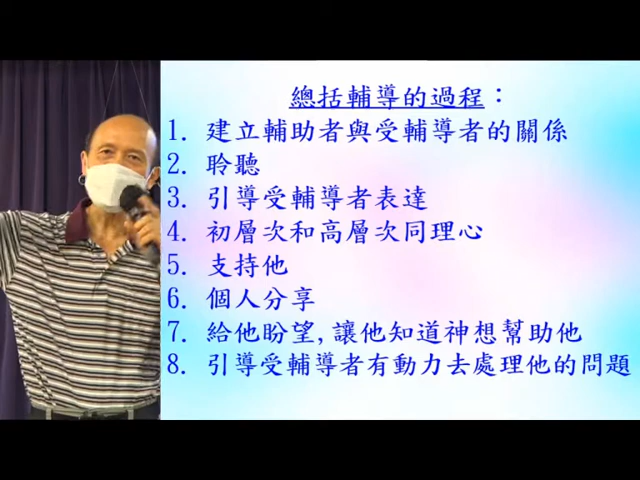 總括輔導的過程：
1. 建立輔助者與受輔導者的關係
2. 聆聽
3. 引導受輔導者表達
4. 初層次和高層次同理心
5. 支持他
6. 個人分享
7. 給他盼望,讓他知道神想幫助他
8. 引導受輔導者有動力去處理他的問題